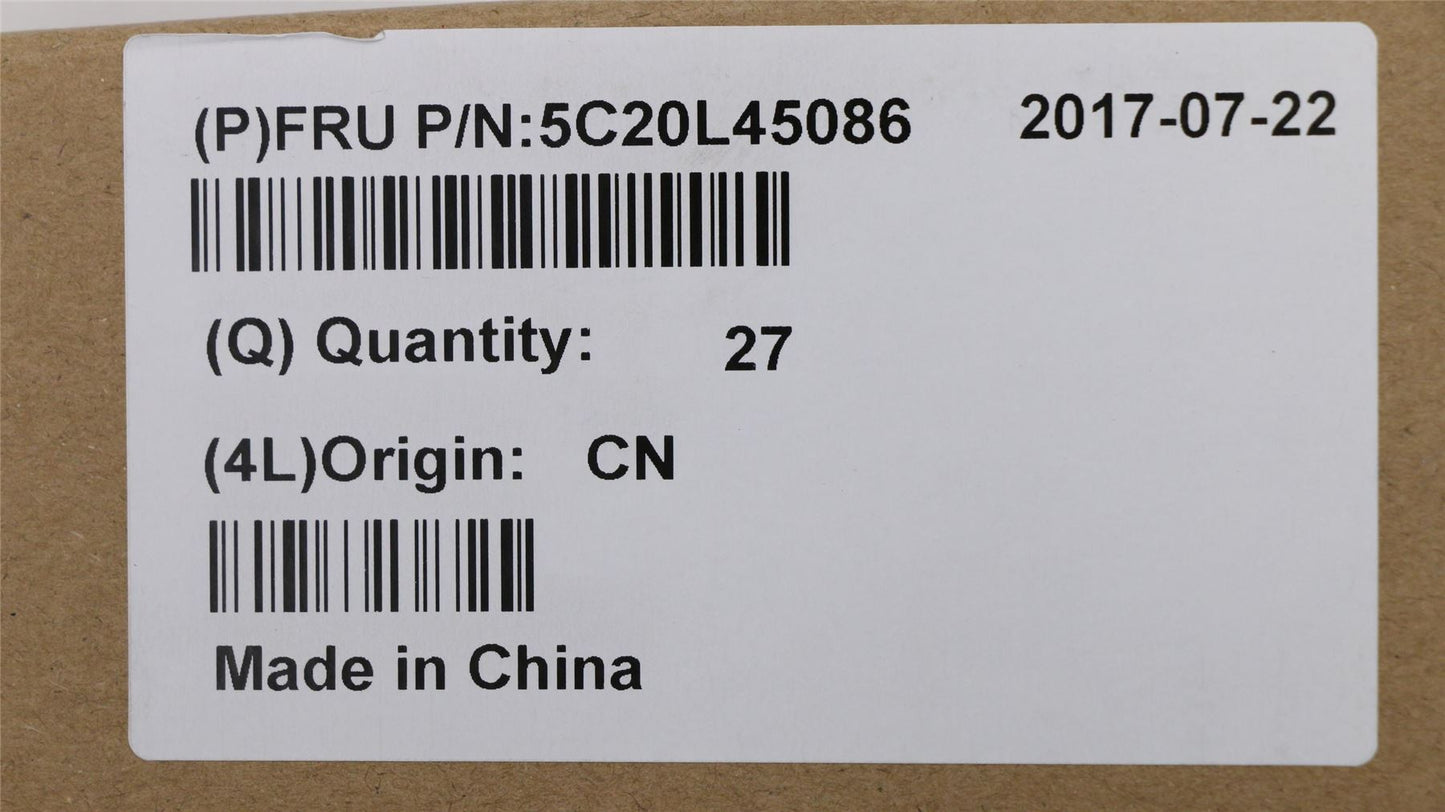 (P)FRU P/N:5C20L45086 2017-07-22
(Q) Quantity: 27
(4L)Origin: CN
Made in China